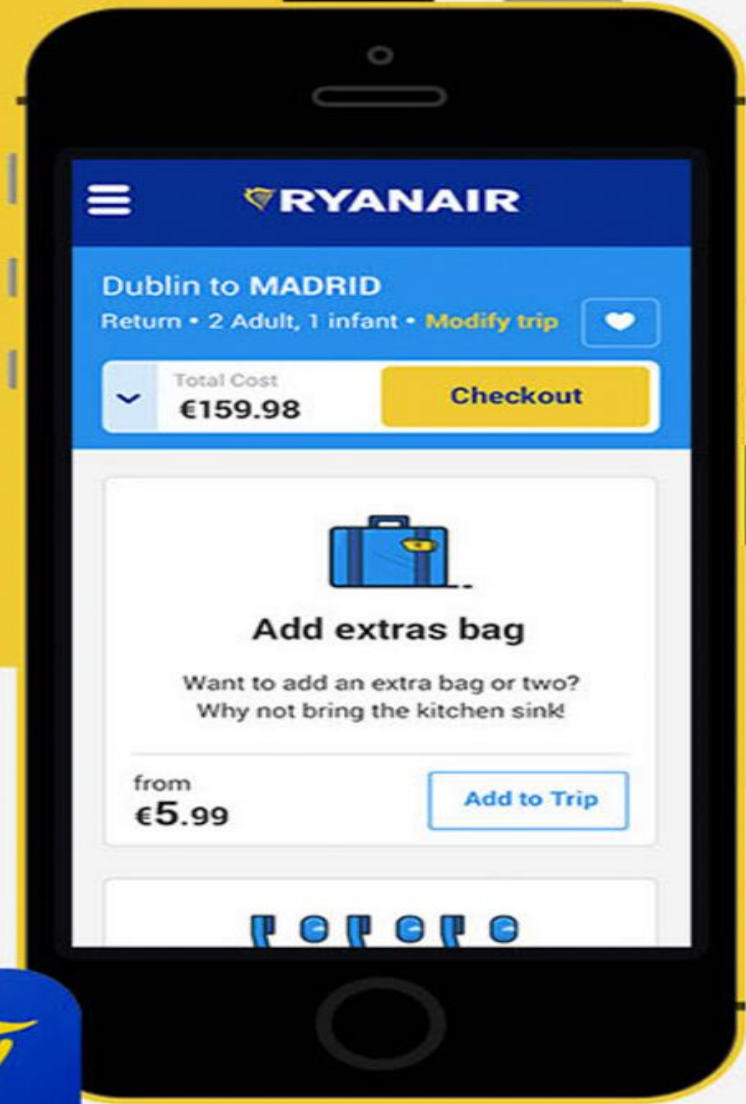 RYANAIR
Dublin to MADRID
Return • 2 Adult, 1 infant • Modify trip
Total Cost
€159.98
Checkout
Add extras bag
Want to add an extra bag or two?
Why not bring the kitchen sink!
from
€5.99
Add to Trip